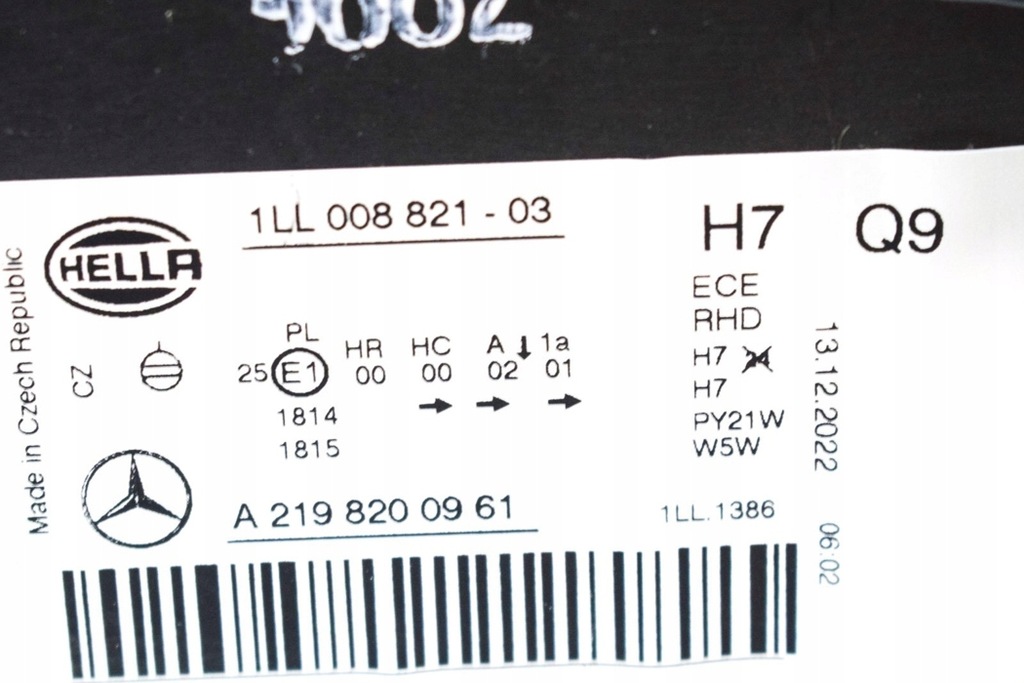 1LL 008 821 - 03
H7 Q9
HELLA
Made in Czech Republic
CZ
ECE
RHD
H7
H7
PY21W
W5W
PL HR HC A ↓ 1a
25 E1 00 00 02 01
→ → →
1814
1815
A 219 820 09 61
1LL.1386
13.12.2022 06:02